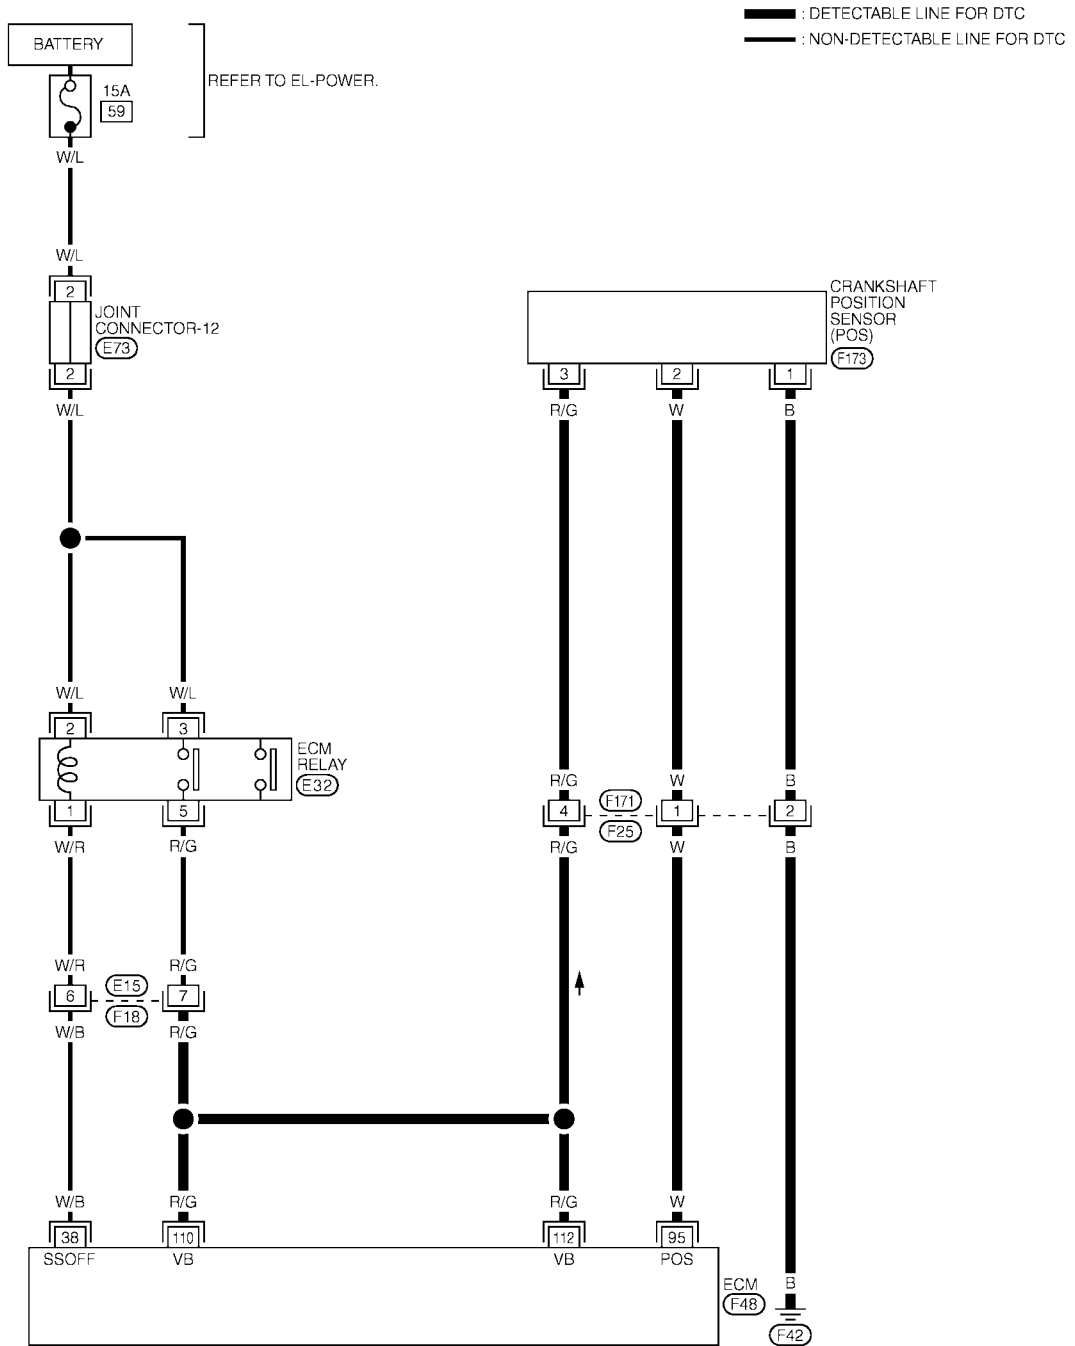 : DETECTABLE LINE FOR DTC
: NON-DETECTABLE LINE FOR DTC
BATTERY
REFER TO EL-POWER.
15A
59
W/L
W/L
2
JOINT
CONNECTOR-12
E73
2
W/L
CRANKSHAFT
POSITION
SENSOR
(POS)
F173
3 2 1
R/G W B
W/L W/L
2 3
ECM
RELAY
E32
1 5
W/R R/G
R/G W B
4 F171 1 2
F25
R/G W B
W/R R/G
6 E15 7
F18
W/B R/G
W/B R/G R/G W
38 110 112 95
SSOFF VB VB POS
ECM
F48
B
F42